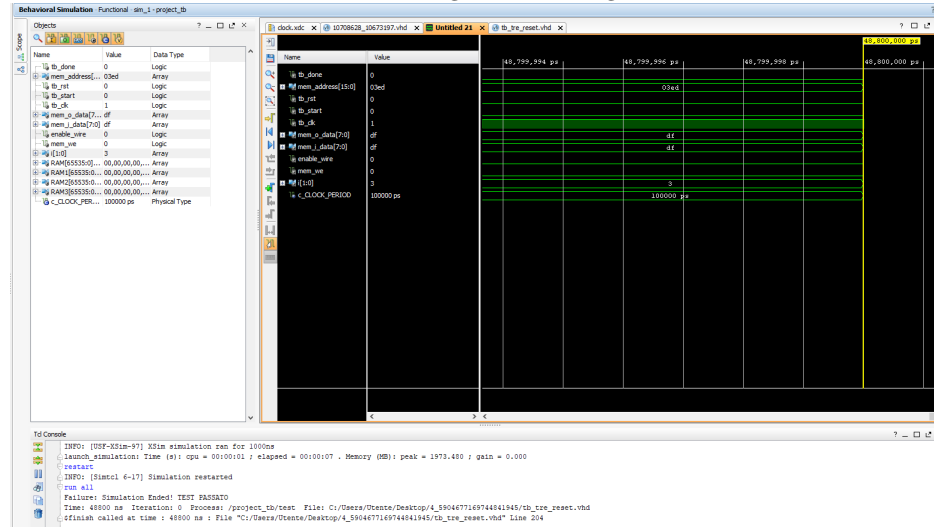 Behavioral Simulation - Functional - sim_1 - project_tb
Scope
Objects
Name Value Data Type
tb_done 0 Logic
mem_address[... 03ed Array
tb_rst 0 Logic
tb_start 0 Logic
tb_clk 1 Logic
mem_o_data[7... df Array
mem_i_data[7:0] df Array
enable_wire 0 Logic
mem_we 0 Logic
i[1:0] 3 Array
RAM[65535:0]... 00,00,00,00,... Array
RAM1[65535:0... 00,00,00,00,... Array
RAM2[65535:0... 00,00,00,00,... Array
RAM3[65535:0... 00,00,00,00,... Array
c_CLOCK_PER... 100000 ps Physical Type
clock.xdc 10708628_10673197.vhd Untitled 21 tb_tre_reset.vhd
48,800,000 ps
Name Value
48,799,994 ps 48,799,996 ps 48,799,998 ps 48,800,000 ps
tb_done 0
mem_address[15:0] 03ed 03ed
tb_rst 0
tb_start 0
tb_clk 1
mem_o_data[7:0] df df
mem_i_data[7:0] df df
enable_wire 0
mem_we 0
i[1:0] 3 3
c_CLOCK_PERIOD 100000 ps 100000 ps
Tcl Console
INFO: [USF-XSim-97] XSim simulation ran for 1000ns
launch_simulation: Time (s): cpu = 00:00:01 ; elapsed = 00:00:07 . Memory (MB): peak = 1973.480 ; gain = 0.000
restart
INFO: [Simtcl 6-17] Simulation restarted
run all
Failure: Simulation Ended! TEST PASSATO
Time: 48800 ns Iteration: 0 Process: /project_tb/test File: C:/Users/Utente/Desktop/4_5904677169744841945/tb_tre_reset.vhd
$finish called at time : 48800 ns : File "C:/Users/Utente/Desktop/4_5904677169744841945/tb_tre_reset.vhd" Line 204